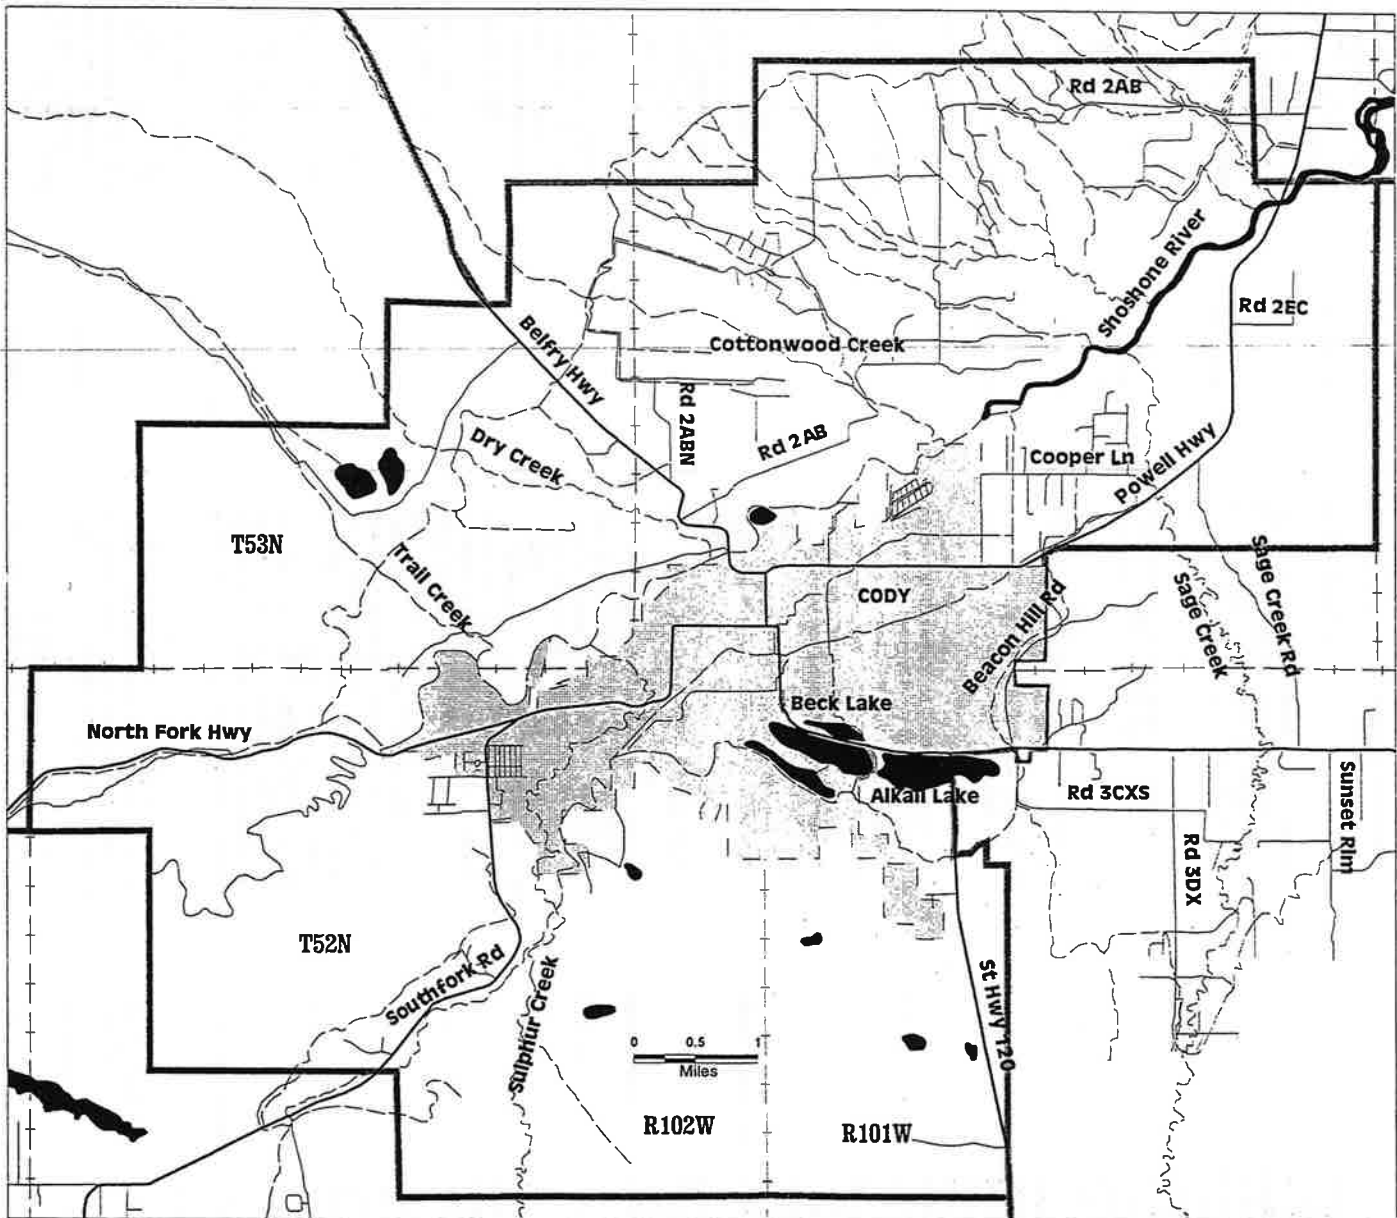 Rd 2AB
Shoshone River
Rd 2EC
Belfry Hwy
Cottonwood Creek
Rd 2ABN
Rd 2AB
Dry Creek
Cooper Ln
Powell Hwy
T53N
Trail Creek
CODY
Beacon Hill Rd
Sage Creek
Sage Creek Rd
North Fork Hwy
Beck Lake
Alkali Lake
Rd 3CXS
Sunset Rim
Rd 3DX
T52N
Southfork Rd
Sulphur Creek
St Hwy 120
0 0.5 1
Miles
R102W
R101W